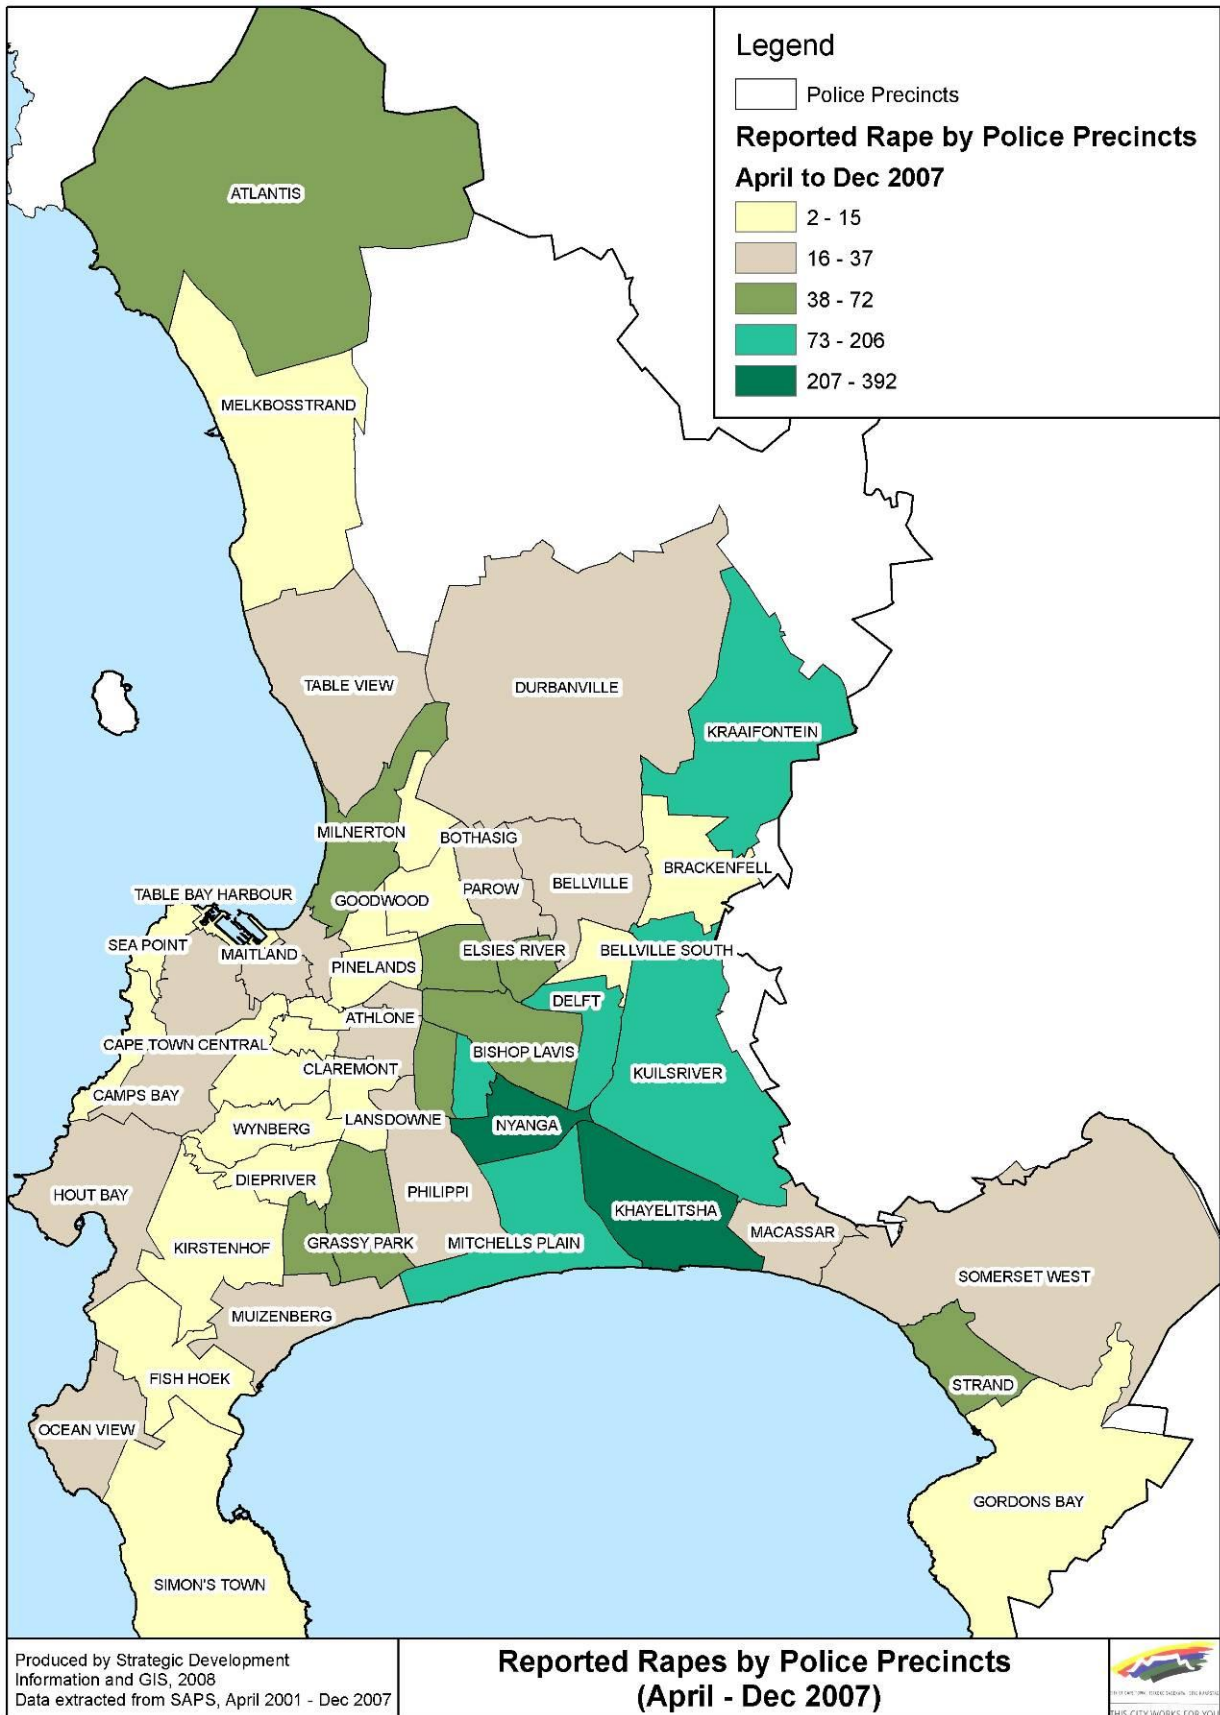 Legend
Police Precincts
Reported Rape by Police Precincts
April to Dec 2007
2 - 15
16 - 37
38 - 72
73 - 206
207 - 392
ATLANTIS
MELKBOSSTRAND
TABLE VIEW
DURBANVILLE
KRAAIFONTEIN
MILNERTON
BOTHASIG
BRACKENFELL
PAROW
BELLVILLE
TABLE BAY HARBOUR
GOODWOOD
SEA POINT
MAITLAND
PINELANDS
ELSIES RIVER
BELLVILLE SOUTH
DELFT
ATHLONE
CAPE TOWN CENTRAL
BISHOP LAVIS
CLAREMONT
KUILSRIVER
CAMPS BAY
LANSDOWNE
WYNBERG
NYANGA
DIEPRIVER
HOUT BAY
PHILIPPI
KHAYELITSHA
MACASSAR
KIRSTENHOF
GRASSY PARK
MITCHELLS PLAIN
SOMERSET WEST
MUIZENBERG
FISH HOEK
STRAND
OCEAN VIEW
GORDONS BAY
SIMON'S TOWN
Produced by Strategic Development
Information and GIS, 2008
Data extracted from SAPS, April 2001 - Dec 2007
Reported Rapes by Police Precincts
(April - Dec 2007)
THIS CITY WORKS FOR YOU